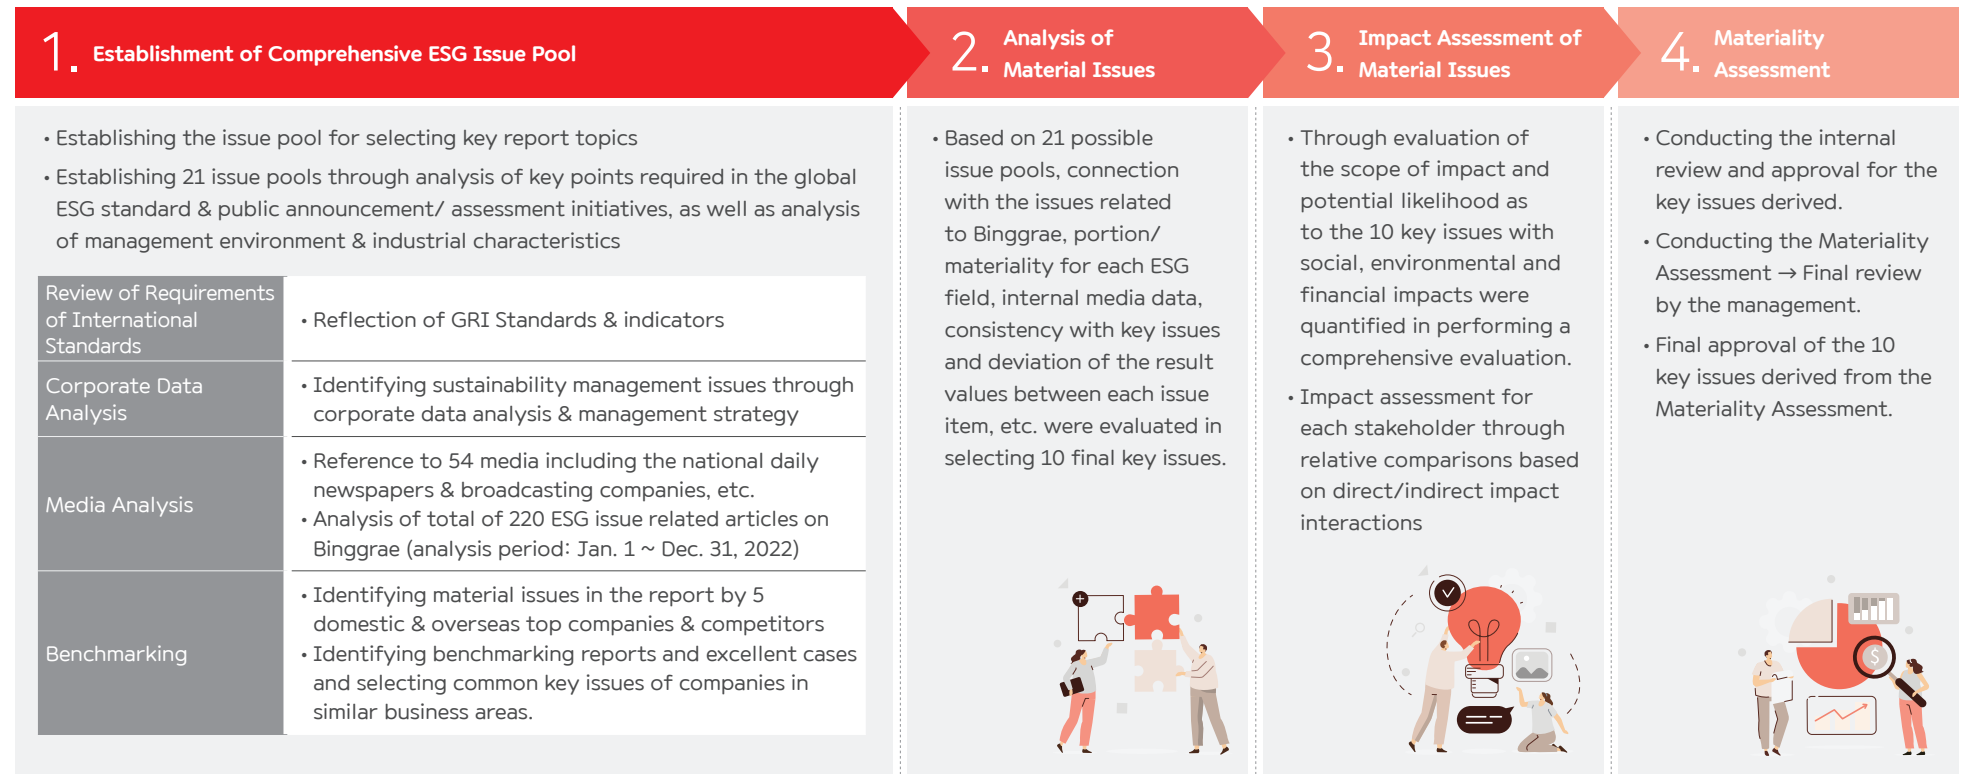 1. Establishment of Comprehensive ESG Issue Pool
• Establishing the issue pool for selecting key report topics
• Establishing 21 issue pools through analysis of key points required in the global
ESG standard & public announcement/ assessment initiatives, as well as analysis
of management environment & industrial characteristics
Review of Requirements
of International
Standards
• Reflection of GRI Standards & indicators
Corporate Data
Analysis
• Identifying sustainability management issues through
corporate data analysis & management strategy
Media Analysis
• Reference to 54 media including the national daily
newspapers & broadcasting companies, etc.
• Analysis of total of 220 ESG issue related articles on
Binggrae (analysis period: Jan. 1 ~ Dec. 31, 2022)
Benchmarking
• Identifying material issues in the report by 5
domestic & overseas top companies & competitors
• Identifying benchmarking reports and excellent cases
and selecting common key issues of companies in
similar business areas.
2. Analysis of
Material Issues
• Based on 21 possible
issue pools, connection
with the issues related
to Binggrae, portion/
materiality for each ESG
field, internal media data,
consistency with key issues
and deviation of the result
values between each issue
item, etc. were evaluated in
selecting 10 final key issues.
3. Impact Assessment of
Material Issues
• Through evaluation of
the scope of impact and
potential likelihood as
to the 10 key issues with
social, environmental and
financial impacts were
quantified in performing a
comprehensive evaluation.
• Impact assessment for
each stakeholder through
relative comparisons based
on direct/indirect impact
interactions
4. Materiality
Assessment
• Conducting the internal
review and approval for the
key issues derived.
• Conducting the Materiality
Assessment → Final review
by the management.
• Final approval of the 10
key issues derived from the
Materiality Assessment.
$